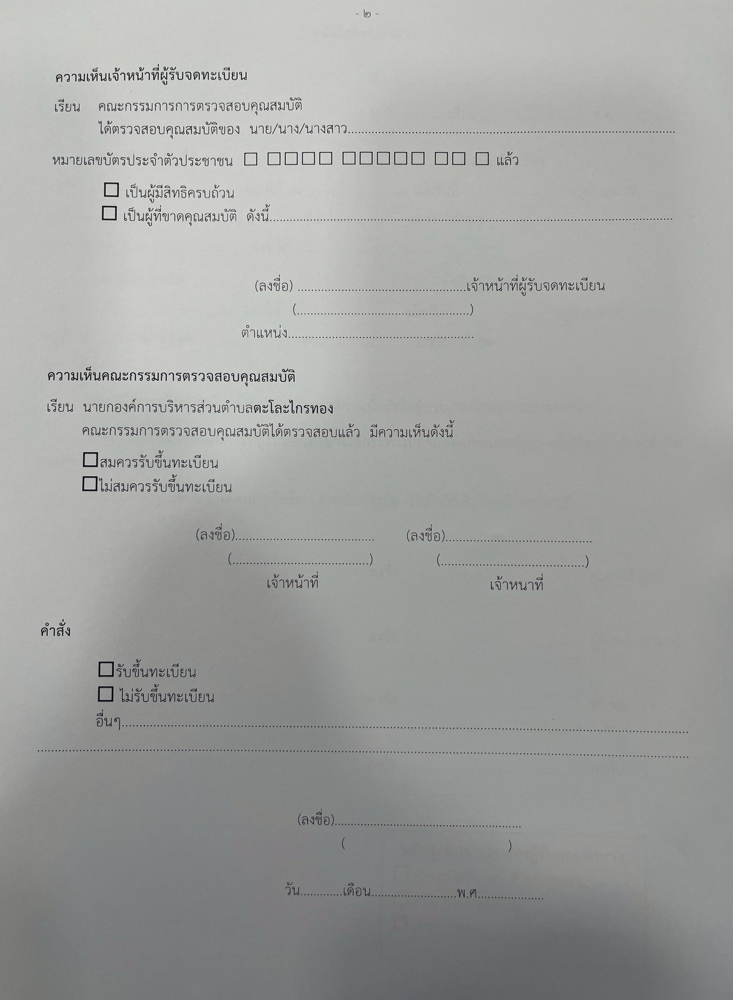 - ๒ -
ความเห็นเจ้าหน้าที่ผู้รับจดทะเบียน
เรียน คณะกรรมการการตรวจสอบคุณสมบัติ
ได้ตรวจสอบคุณสมบัติของ นาย/นาง/นางสาว....................................................................................................
หมายเลขบัตรประจำตัวประชาชน □ □□□□ □□□□□ □□ □ แล้ว
□ เป็นผู้มีสิทธิครบถ้วน
□ เป็นผู้ที่ขาดคุณสมบัติ ดังนี้........................................................................................................................
(ลงชื่อ) ..................................................เจ้าหน้าที่ผู้รับจดทะเบียน
(...................................................)
ตำแหน่ง.......................................................
ความเห็นคณะกรรมการตรวจสอบคุณสมบัติ
เรียน นายกองค์การบริหารส่วนตำบลตะโละไกรทอง
คณะกรรมการตรวจสอบคุณสมบัติได้ตรวจสอบแล้ว มีความเห็นดังนี้
□สมควรรับขึ้นทะเบียน
□ไม่สมควรรับขึ้นทะเบียน
(ลงชื่อ)......................................... (ลงชื่อ)...........................................
(........................................) (..........................................)
เจ้าหน้าที่ เจ้าหนาที่
คำสั่ง
□รับขึ้นทะเบียน
□ ไม่รับขึ้นทะเบียน
อื่นๆ........................................................................................................................................................................
................................................................................................................................................................................................
(ลงชื่อ).......................................................
( )
วัน.............เดือน.........................พ.ศ....................